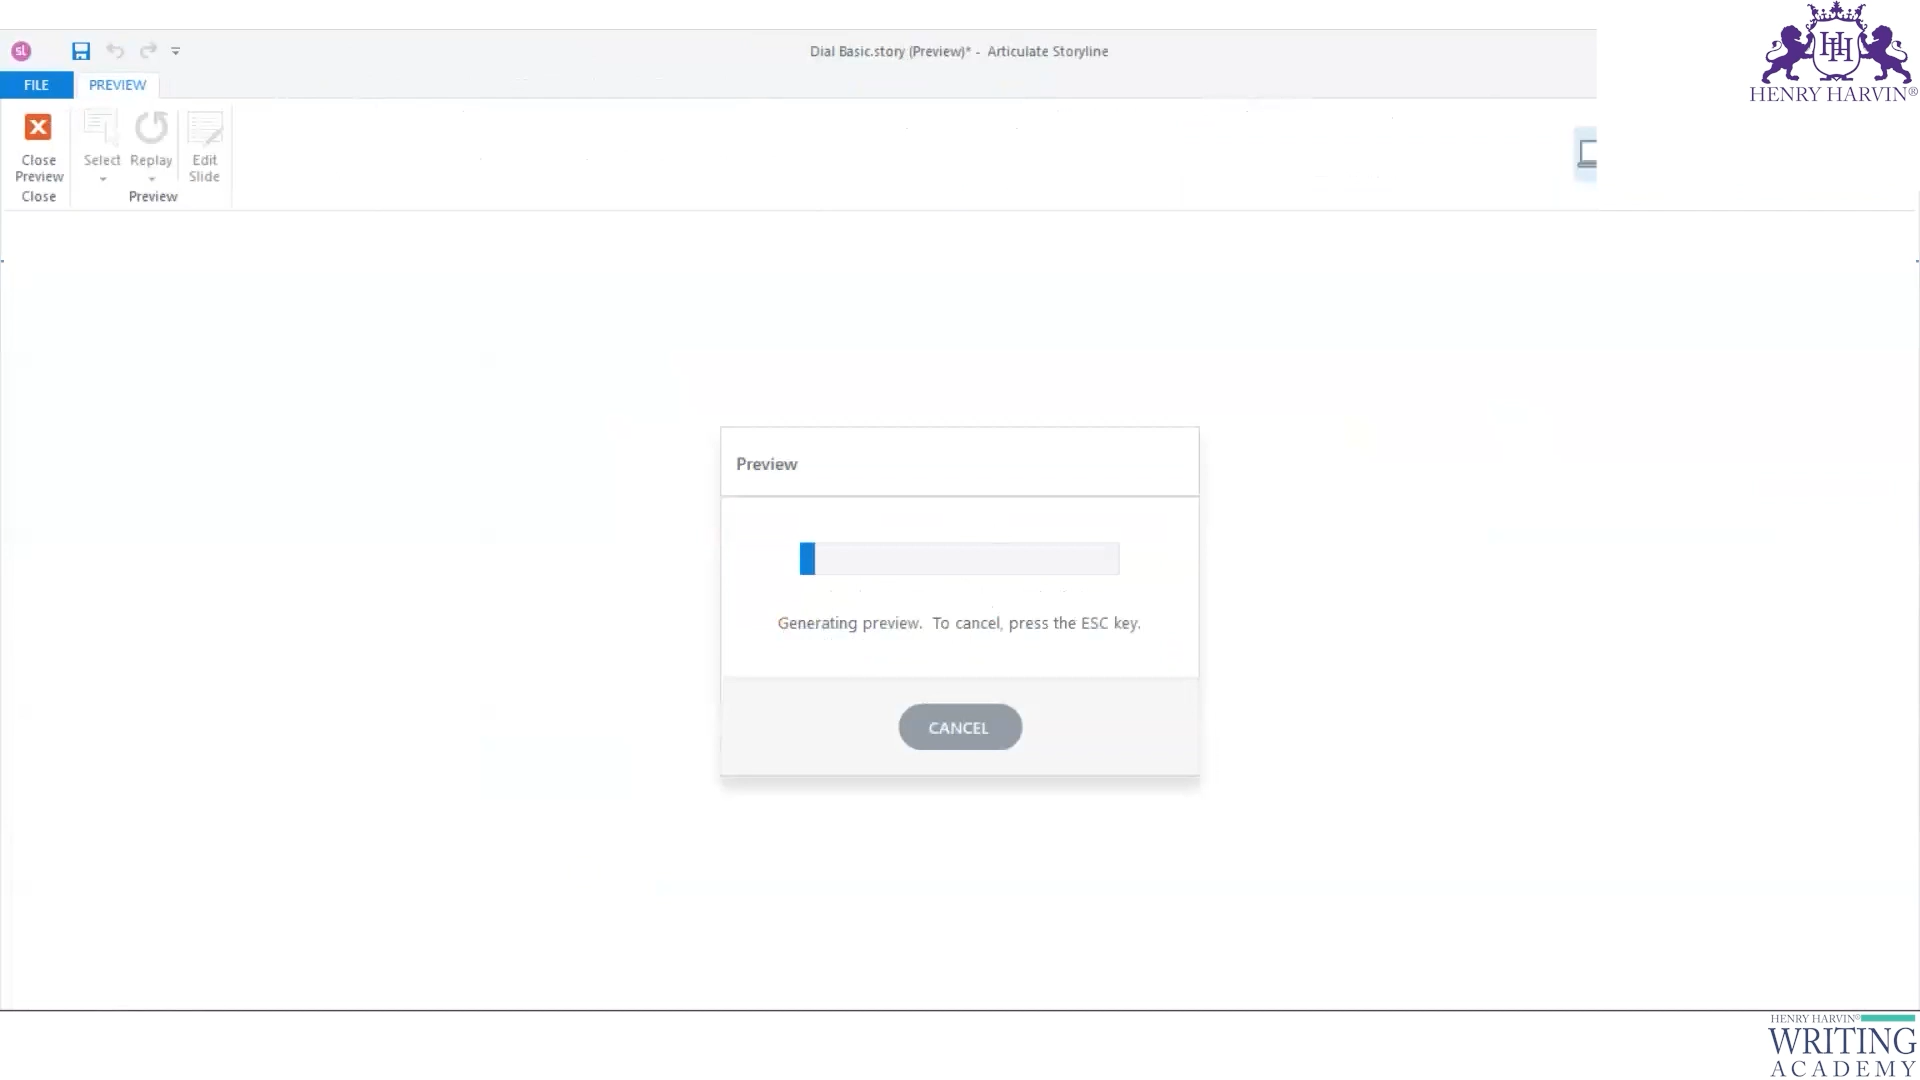 sl
Dial Basic.story (Preview)* - Articulate Storyline
HENRY HARVIN®
FILE
PREVIEW
Close Preview
Select
Replay
Edit Slide
Close
Preview
Preview
Generating preview. To cancel, press the ESC key.
CANCEL
HENRY HARVIN®
WRITING
ACADEMY